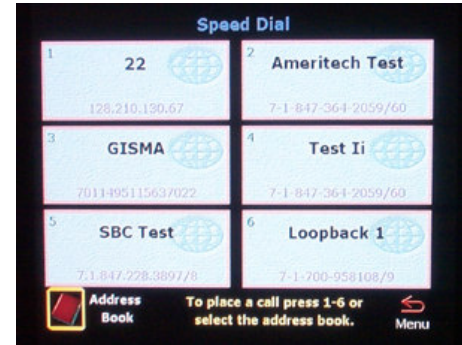 Speed Dial
1
22
128.210.130.67
2
Ameritech Test
7-1-847-364-2059/60
3
GISMA
7011495115637022
4
Test Ii
7-1-847-364-2059/60
5
SBC Test
7.1.847.228.3897/8
6
Loopback 1
7-1-700-958108/9
Address
Book
To place a call press 1-6 or
select the address book.
Menu